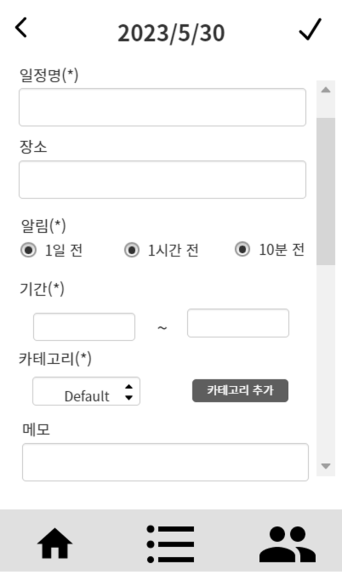 2023/5/30
일정명(*)
장소
알림(*)
1일 전 1시간 전 10분 전
기간(*)
~
카테고리(*)
Default 카테고리 추가
메모